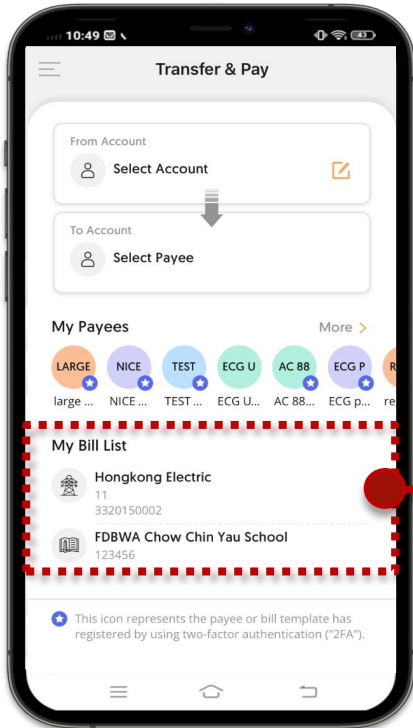 10:49
43
Transfer & Pay
From Account
Select Account
To Account
Select Payee
My Payees More >
LARGE NICE TEST ECG U AC 88 ECG P R
large ... NICE ... TEST ... ECG U... AC 88... ECG p... re
My Bill List
Hongkong Electric
11
3320150002
FDBWA Chow Chin Yau School
123456
This icon represents the payee or bill template has
registered by using two-factor authentication ("2FA").